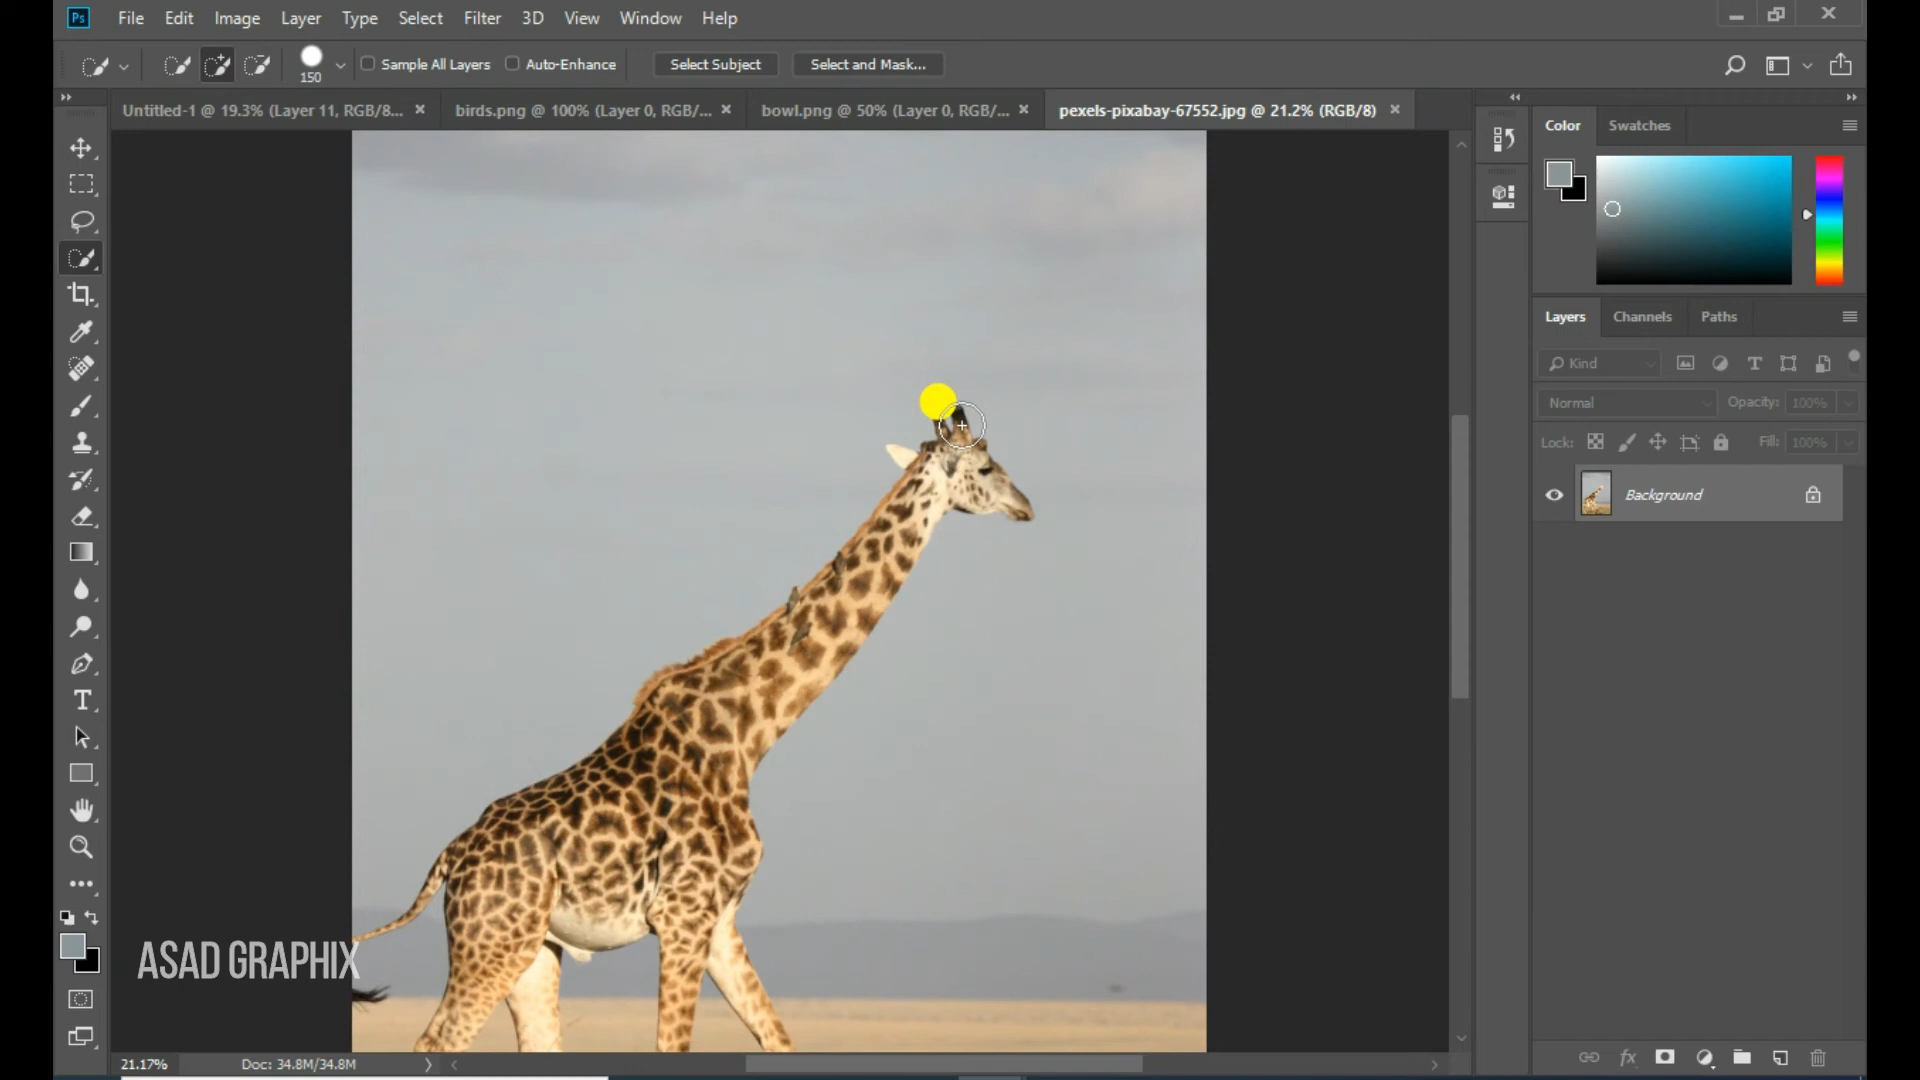 Ps File Edit Image Layer Type Select Filter 3D View Window Help
150 Sample All Layers Auto-Enhance Select Subject Select and Mask...
Untitled-1 @ 19.3% (Layer 11, RGB/8... birds.png @ 100% (Layer 0, RGB/... bowl.png @ 50% (Layer 0, RGB/... pexels-pixabay-67552.jpg @ 21.2% (RGB/8)
Color Swatches
Layers Channels Paths
Kind
Normal Opacity: 100%
Lock: Fill: 100%
Background
ASAD GRAPHIX
21.17% Doc: 34.8M/34.8M